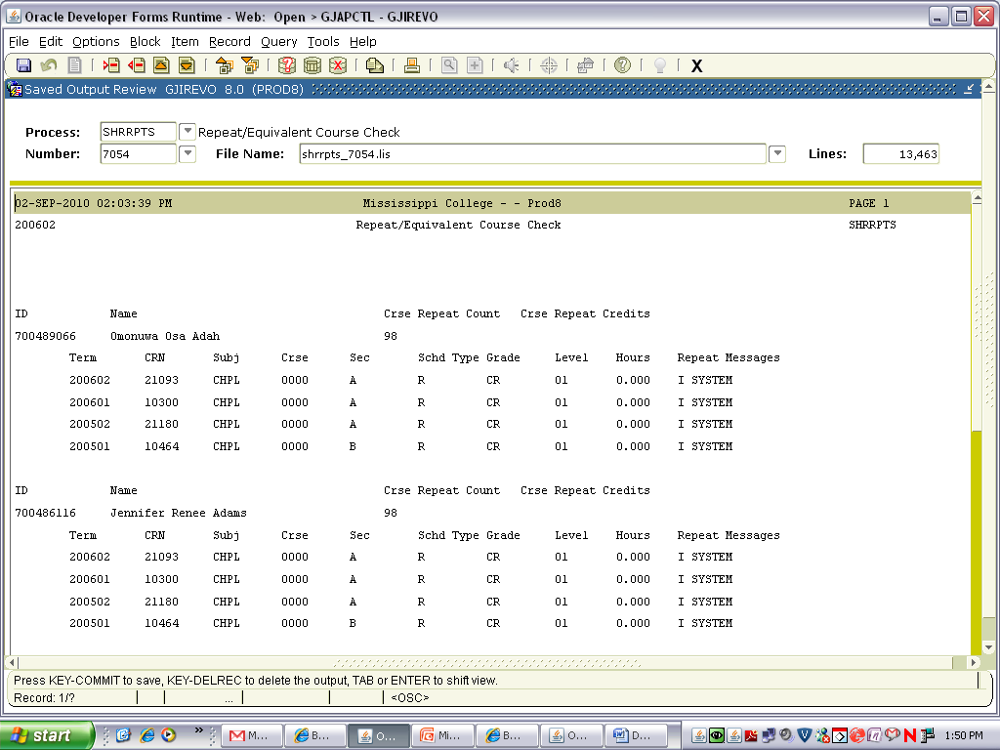 Oracle Developer Forms Runtime - Web: Open > GJAPCTL - GJIREVO
File Edit Options Block Item Record Query Tools Help
X
Saved Output Review GJIREVO 8.0 (PROD8)
Process: SHRRPTS Repeat/Equivalent Course Check
Number: 7054 File Name: shrrpts_7054.lis Lines: 13,463
02-SEP-2010 02:03:39 PM Mississippi College - - Prod8 PAGE 1
200602 Repeat/Equivalent Course Check SHRRPTS
ID Name Crse Repeat Count Crse Repeat Credits
700489066 Omonuwa Osa Adah 98
Term CRN Subj Crse Sec Schd Type Grade Level Hours Repeat Messages
200602 21093 CHPL 0000 A R CR 01 0.000 I SYSTEM
200601 10300 CHPL 0000 A R CR 01 0.000 I SYSTEM
200502 21180 CHPL 0000 A R CR 01 0.000 I SYSTEM
200501 10464 CHPL 0000 B R CR 01 0.000 I SYSTEM
ID Name Crse Repeat Count Crse Repeat Credits
700486116 Jennifer Renee Adams 98
Term CRN Subj Crse Sec Schd Type Grade Level Hours Repeat Messages
200602 21093 CHPL 0000 A R CR 01 0.000 I SYSTEM
200601 10300 CHPL 0000 A R CR 01 0.000 I SYSTEM
200502 21180 CHPL 0000 A R CR 01 0.000 I SYSTEM
200501 10464 CHPL 0000 B R CR 01 0.000 I SYSTEM
Press KEY-COMMIT to save, KEY-DELREC to delete the output, TAB or ENTER to shift view.
Record: 1/? ... <OSC>
start M... B... O... Mi... B... O... D... 1:50 PM